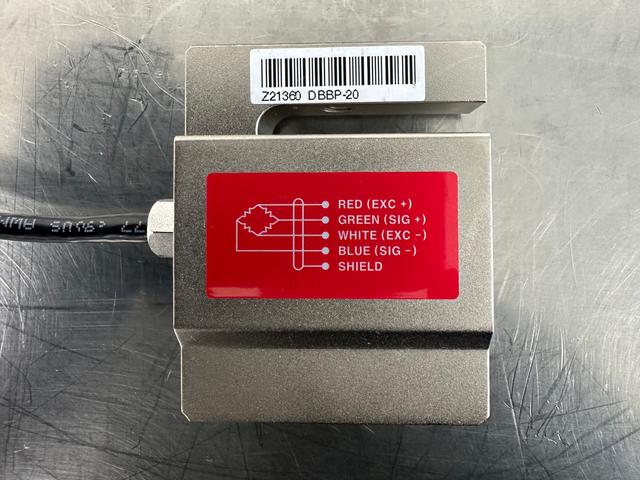 Z21360 DBBP-20
RED (EXC +)
GREEN (SIG +)
WHITE (EXC -)
BLUE (SIG -)
SHIELD